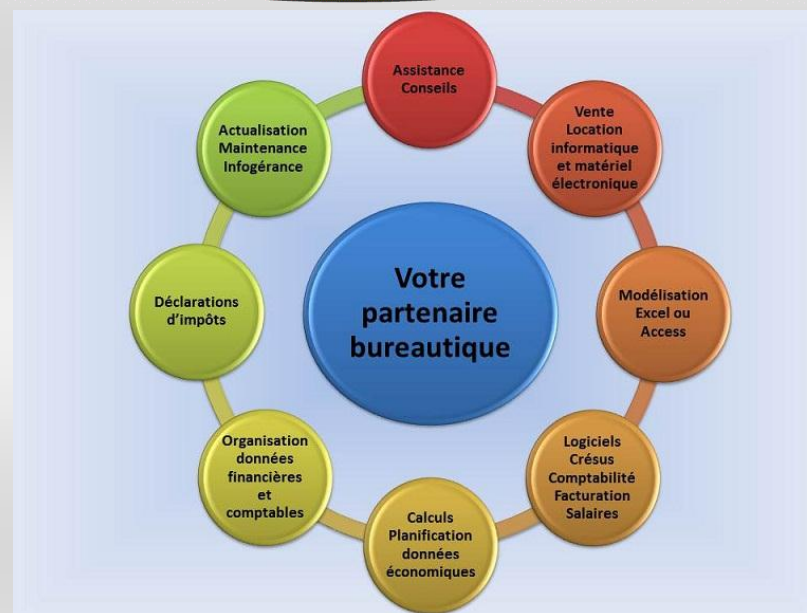 Assistance
Conseils
Vente
Location
informatique
et matériel
électronique
Modélisation
Excel ou
Access
Logiciels
Crésus
Comptabilité
Facturation
Salaires
Calculs
Planification
données
économiques
Organisation
données
financières
et
comptables
Déclarations
d'impôts
Actualisation
Maintenance
Infogérance
Votre
partenaire
bureautique